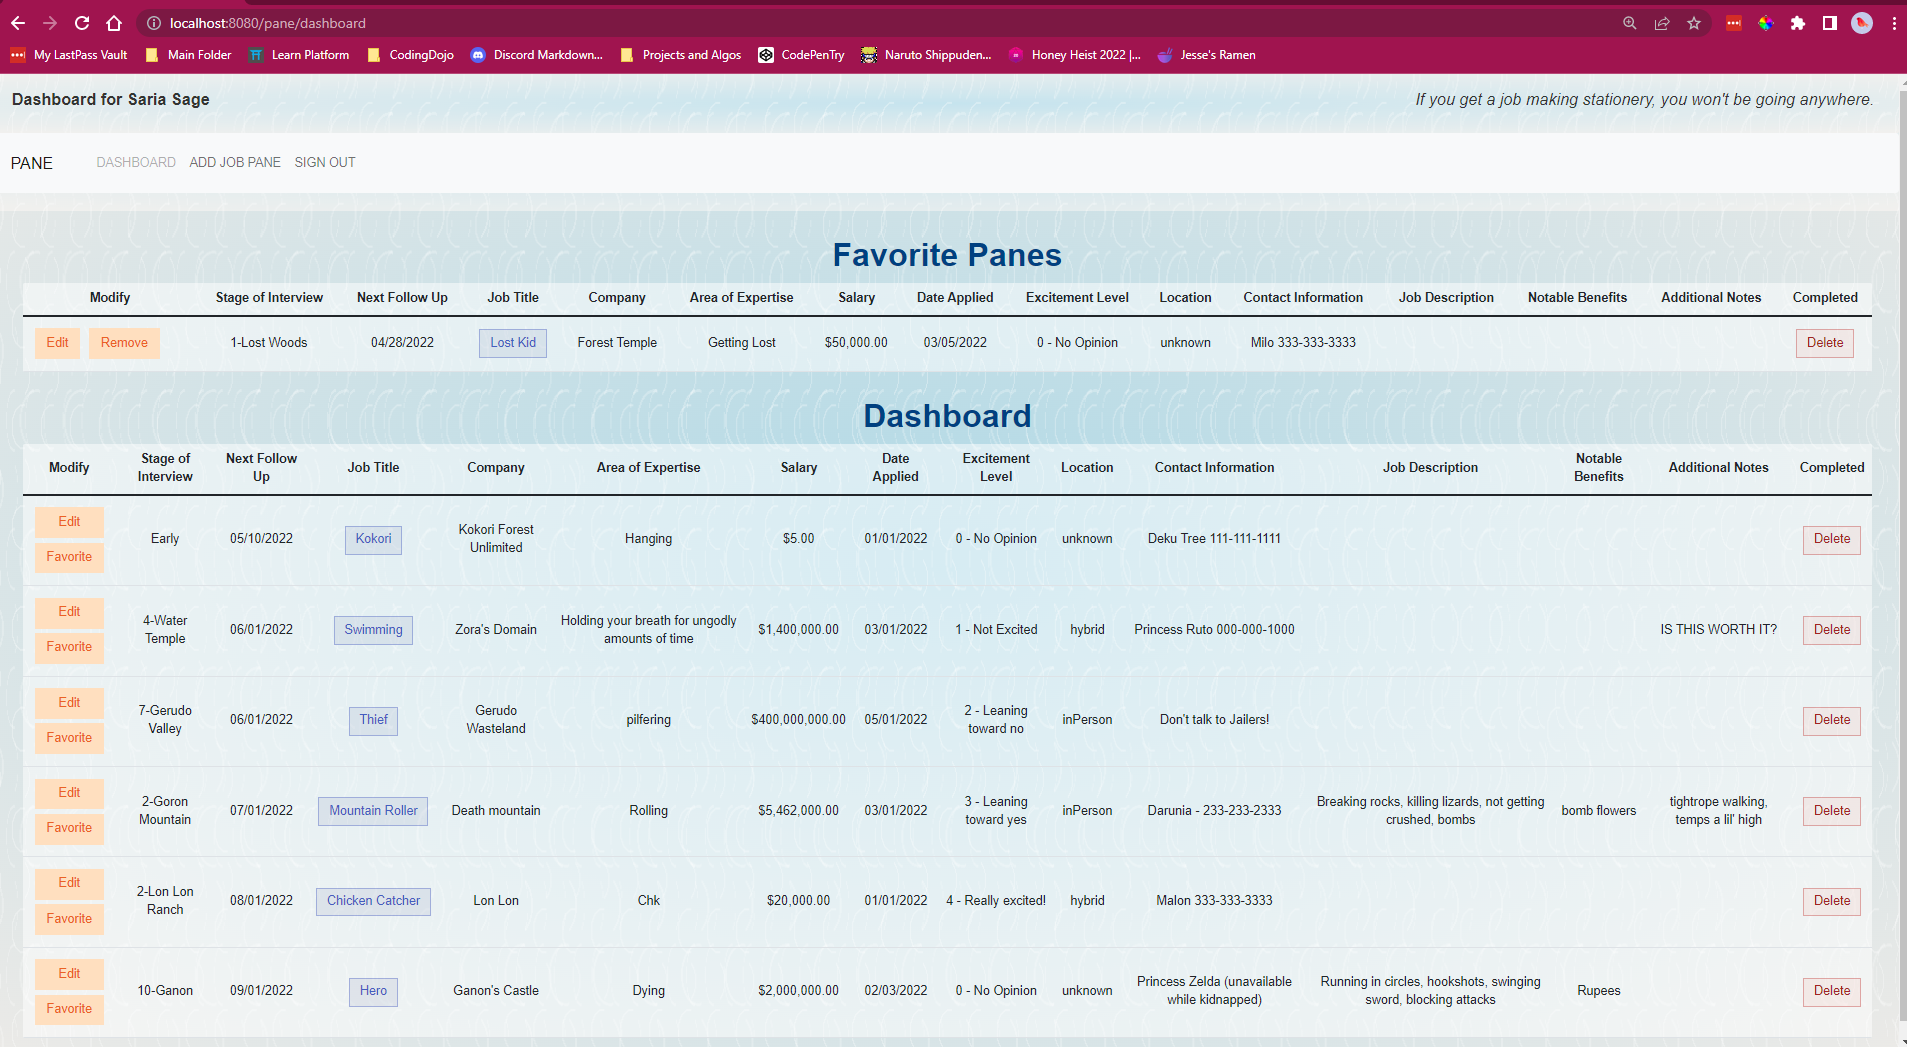 localhost:8080/pane/dashboard
My LastPass Vault Main Folder Learn Platform CodingDojo Discord Markdown... Projects and Algos CodePenTry Naruto Shippuden... Honey Heist 2022 |... Jesse's Ramen
Dashboard for Saria Sage If you get a job making stationery, you won't be going anywhere.
PANE DASHBOARD ADD JOB PANE SIGN OUT
Favorite Panes
Modify Stage of Interview Next Follow Up Job Title Company Area of Expertise Salary Date Applied Excitement Level Location Contact Information Job Description Notable Benefits Additional Notes Completed
Edit Remove 1-Lost Woods 04/28/2022 Lost Kid Forest Temple Getting Lost $50,000.00 03/05/2022 0 - No Opinion unknown Milo 333-333-3333 Delete
Dashboard
Modify Stage of Interview Next Follow Up Job Title Company Area of Expertise Salary Date Applied Excitement Level Location Contact Information Job Description Notable Benefits Additional Notes Completed
Edit Favorite Early 05/10/2022 Kokori Kokori Forest Unlimited Hanging $5.00 01/01/2022 0 - No Opinion unknown Deku Tree 111-111-1111 Delete
Edit Favorite 4-Water Temple 06/01/2022 Swimming Zora's Domain Holding your breath for ungodly amounts of time $1,400,000.00 03/01/2022 1 - Not Excited hybrid Princess Ruto 000-000-1000 IS THIS WORTH IT? Delete
Edit Favorite 7-Gerudo Valley 06/01/2022 Thief Gerudo Wasteland pilfering $400,000,000.00 05/01/2022 2 - Leaning toward no inPerson Don't talk to Jailers! Delete
Edit Favorite 2-Goron Mountain 07/01/2022 Mountain Roller Death mountain Rolling $5,462,000.00 03/01/2022 3 - Leaning toward yes inPerson Darunia - 233-233-2333 Breaking rocks, killing lizards, not getting crushed, bombs bomb flowers tightrope walking, temps a lil' high Delete
Edit Favorite 2-Lon Lon Ranch 08/01/2022 Chicken Catcher Lon Lon Chk $20,000.00 01/01/2022 4 - Really excited! hybrid Malon 333-333-3333 Delete
Edit Favorite 10-Ganon 09/01/2022 Hero Ganon's Castle Dying $2,000,000.00 02/03/2022 0 - No Opinion unknown Princess Zelda (unavailable while kidnapped) Running in circles, hookshots, swinging sword, blocking attacks Rupees Delete